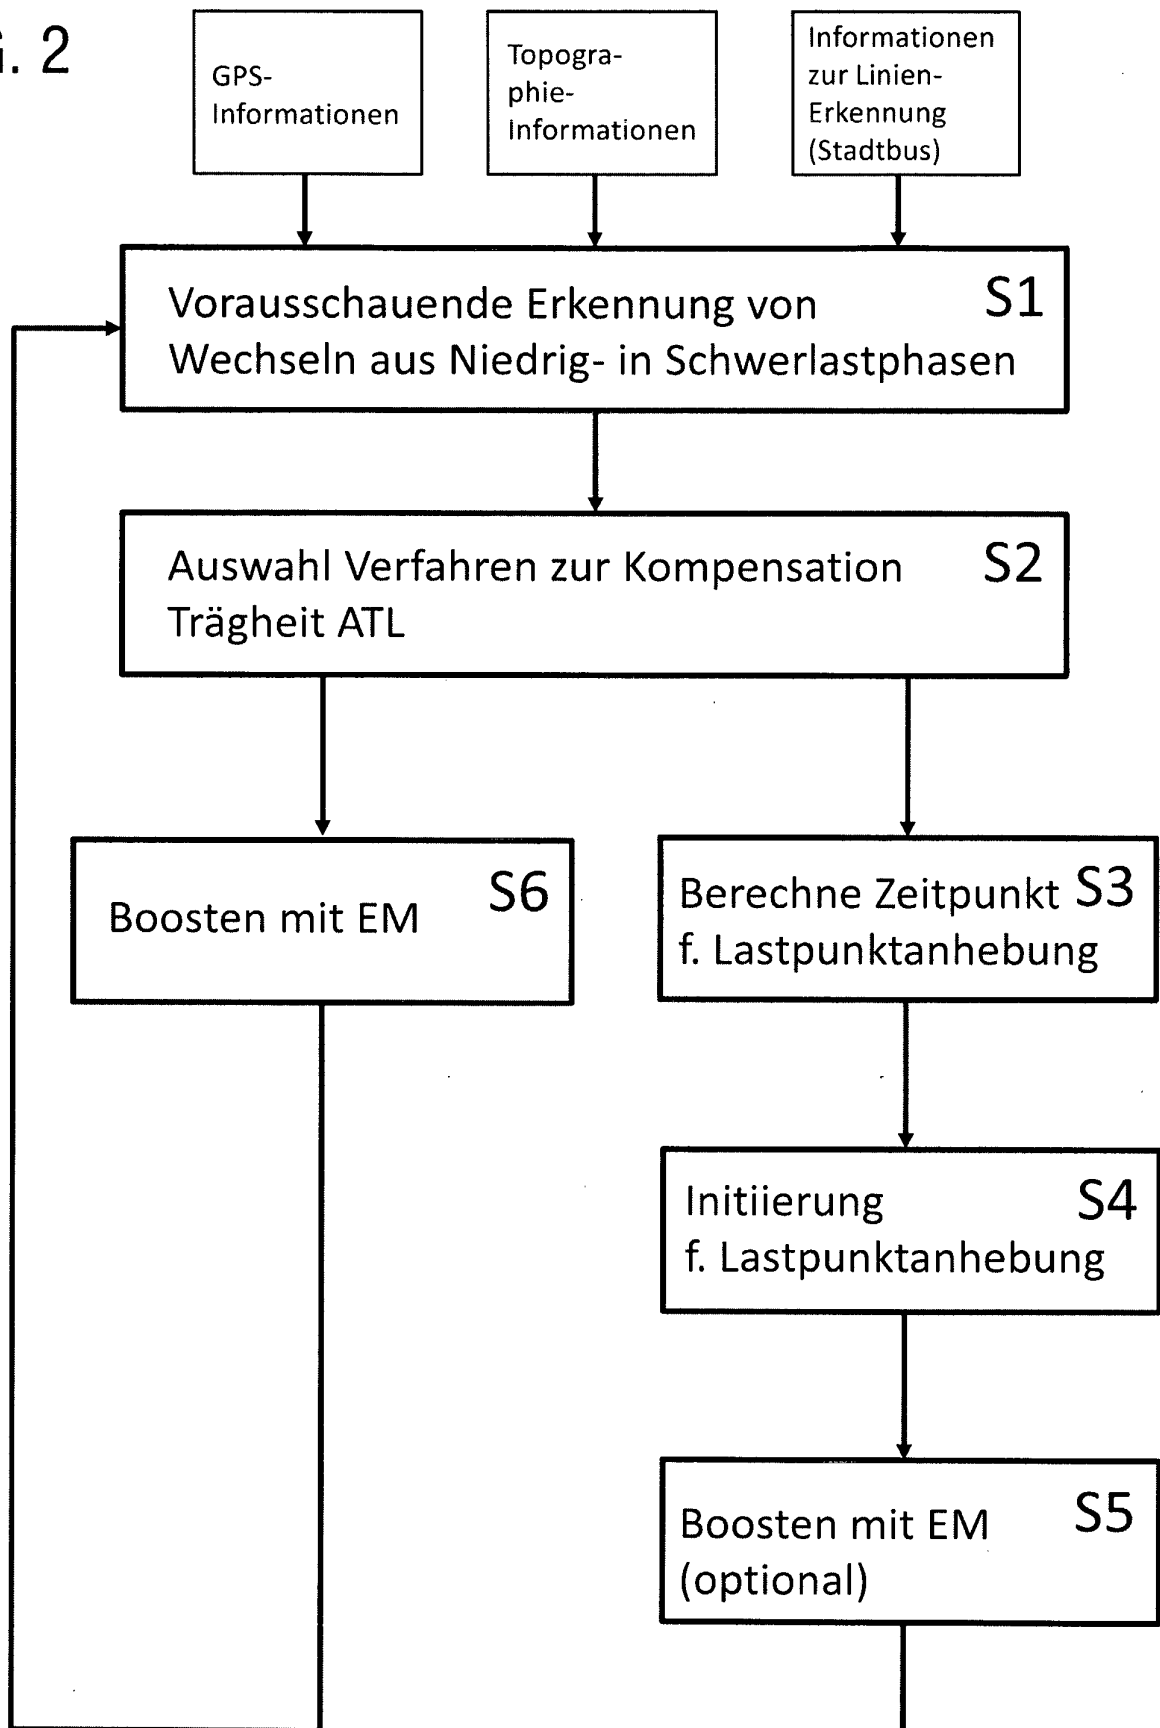 . 2
GPS-
Informationen
Topogra-
phie-
Informationen
Informationen
zur Linien-
Erkennung
(Stadtbus)
Vorausschauende Erkennung von
Wechseln aus Niedrig- in Schwerlastphasen
S1
Auswahl Verfahren zur Kompensation
Trägheit ATL
S2
Boosten mit EM
S6
Berechne Zeitpunkt
f. Lastpunktanhebung
S3
Initiierung
f. Lastpunktanhebung
S4
Boosten mit EM
(optional)
S5